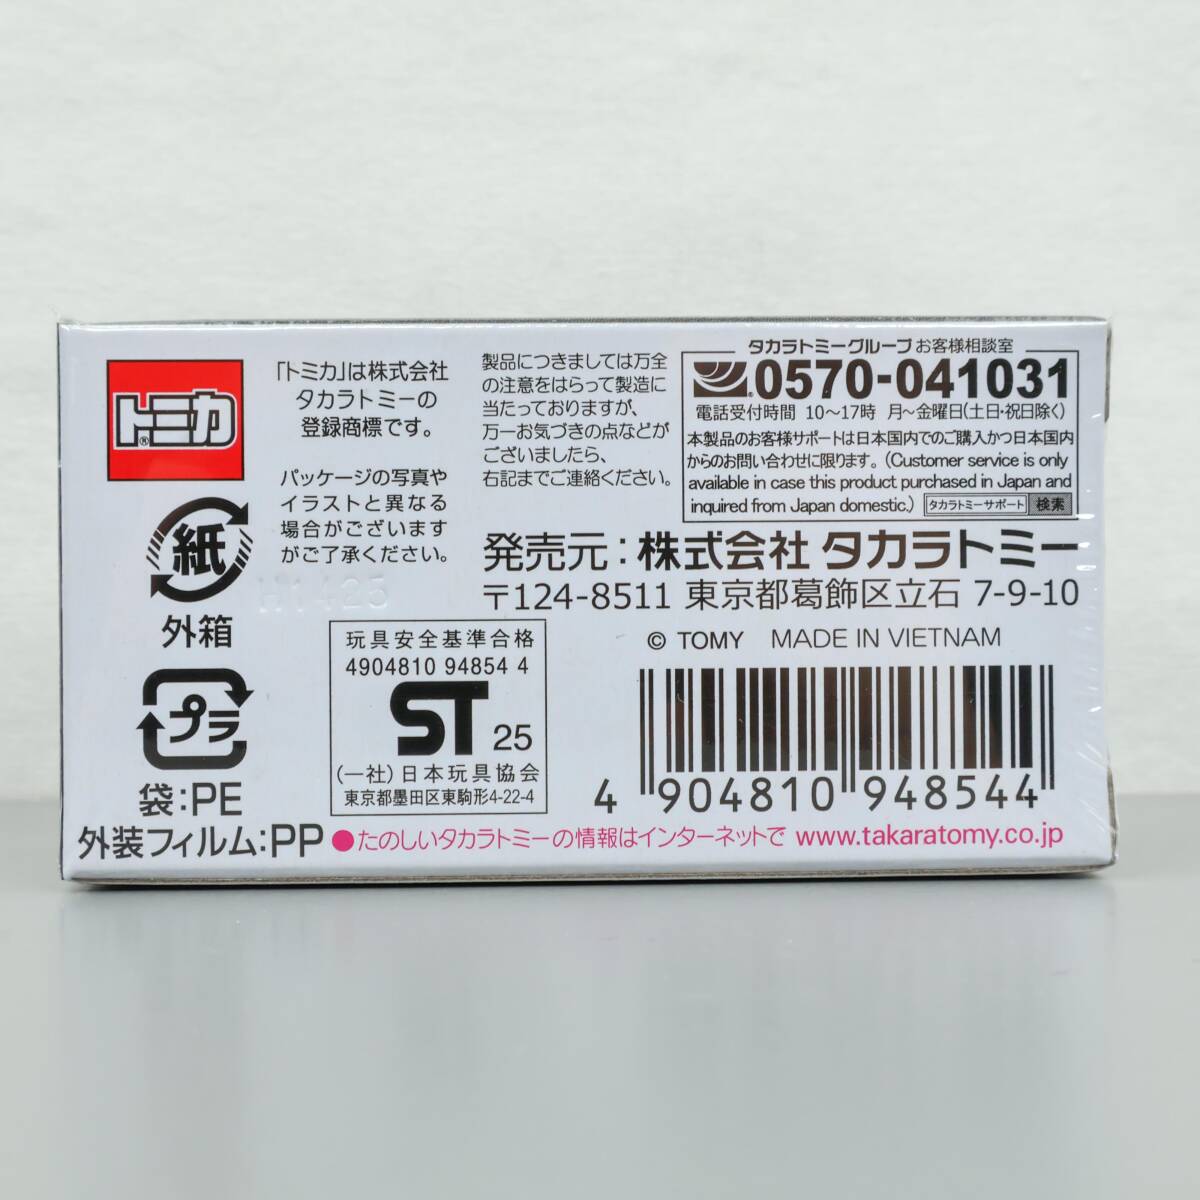 トミカ®
「トミカ」は株式会社
タカラトミーの
登録商標です。
パッケージの写真や
イラストと異なる
場合がございます
がご了承ください。
製品につきましては万全
の注意をはらって製造に
当たっておりますが、
万一お気づきの点などが
ございましたら、
右記までご連絡ください。
タカラトミーグループ お客様相談室
0570-041031
電話受付時間 10～17時 月～金曜日(土日・祝日除く)
本製品のお客様サポートは日本国内でのご購入かつ日本国内
からのお問い合わせに限ります。(Customer service is only
available in case this product purchased in Japan and
inquired from Japan domestic.) タカラトミーサポート 検索
発売元：株式会社 タカラトミー
〒124-8511 東京都葛飾区立石 7-9-10
© TOMY MADE IN VIETNAM
紙
外箱
プラ
袋:PE
外装フィルム:PP
玩具安全基準合格
4904810 94854 4
ST 25
(一社)日本玩具協会
東京都墨田区東駒形4-22-4
4 904810 948544
●たのしいタカラトミーの情報はインターネットで www.takaratomy.co.jp